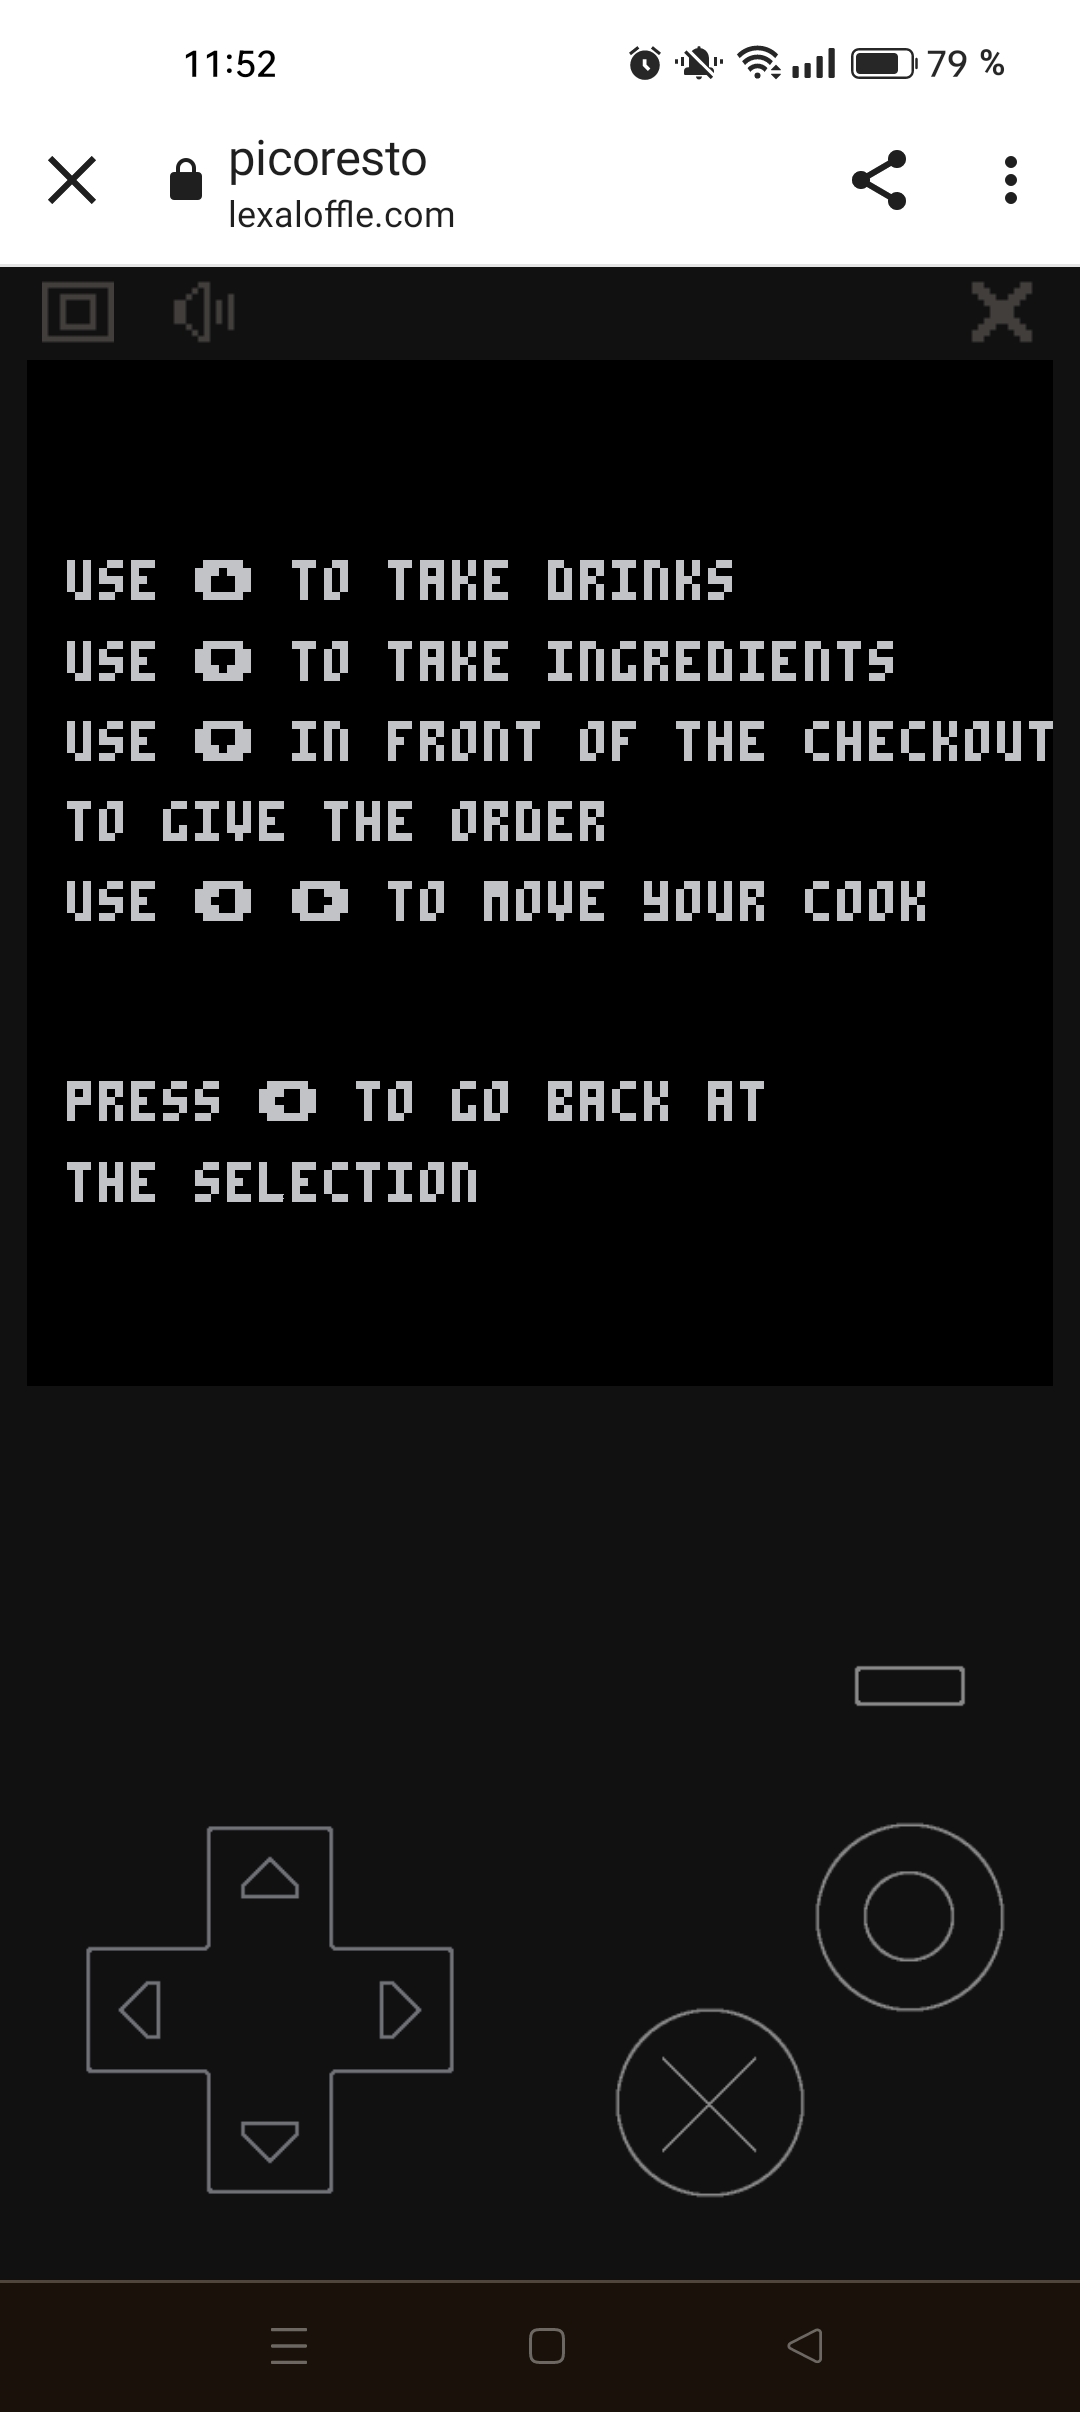 11:52
79 %
picoresto
lexaloffle.com
USE ⬆️ TO TAKE DRINKS
USE ⬇️ TO TAKE INGREDIENTS
USE ⬇️ IN FRONT OF THE CHECKOUT
TO GIVE THE ORDER
USE ⬅️ ➡️ TO MOVE YOUR COOK
PRESS ⬅️ TO GO BACK AT
THE SELECTION